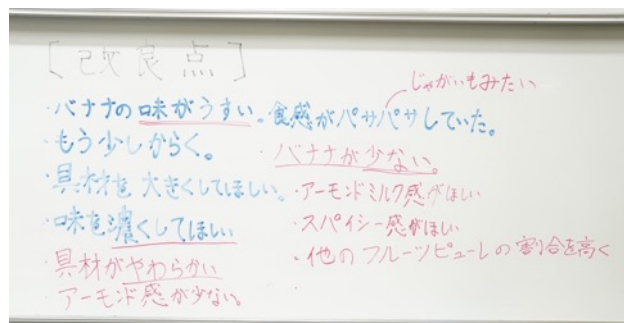 [改良点]
じゃがいもみたい
・バナナの味がうすい。食感がパサパサしていた。
・もう少しからく。
・バナナが少ない。
・具材を大きくしてほしい。
・アーモンドミルク感がほしい
・味を濃くしてほしい
・スパイシー感がほしい
・具材がやわらかい
・他のフルーツピューレの割合を高く
・アーモンド感が少ない。